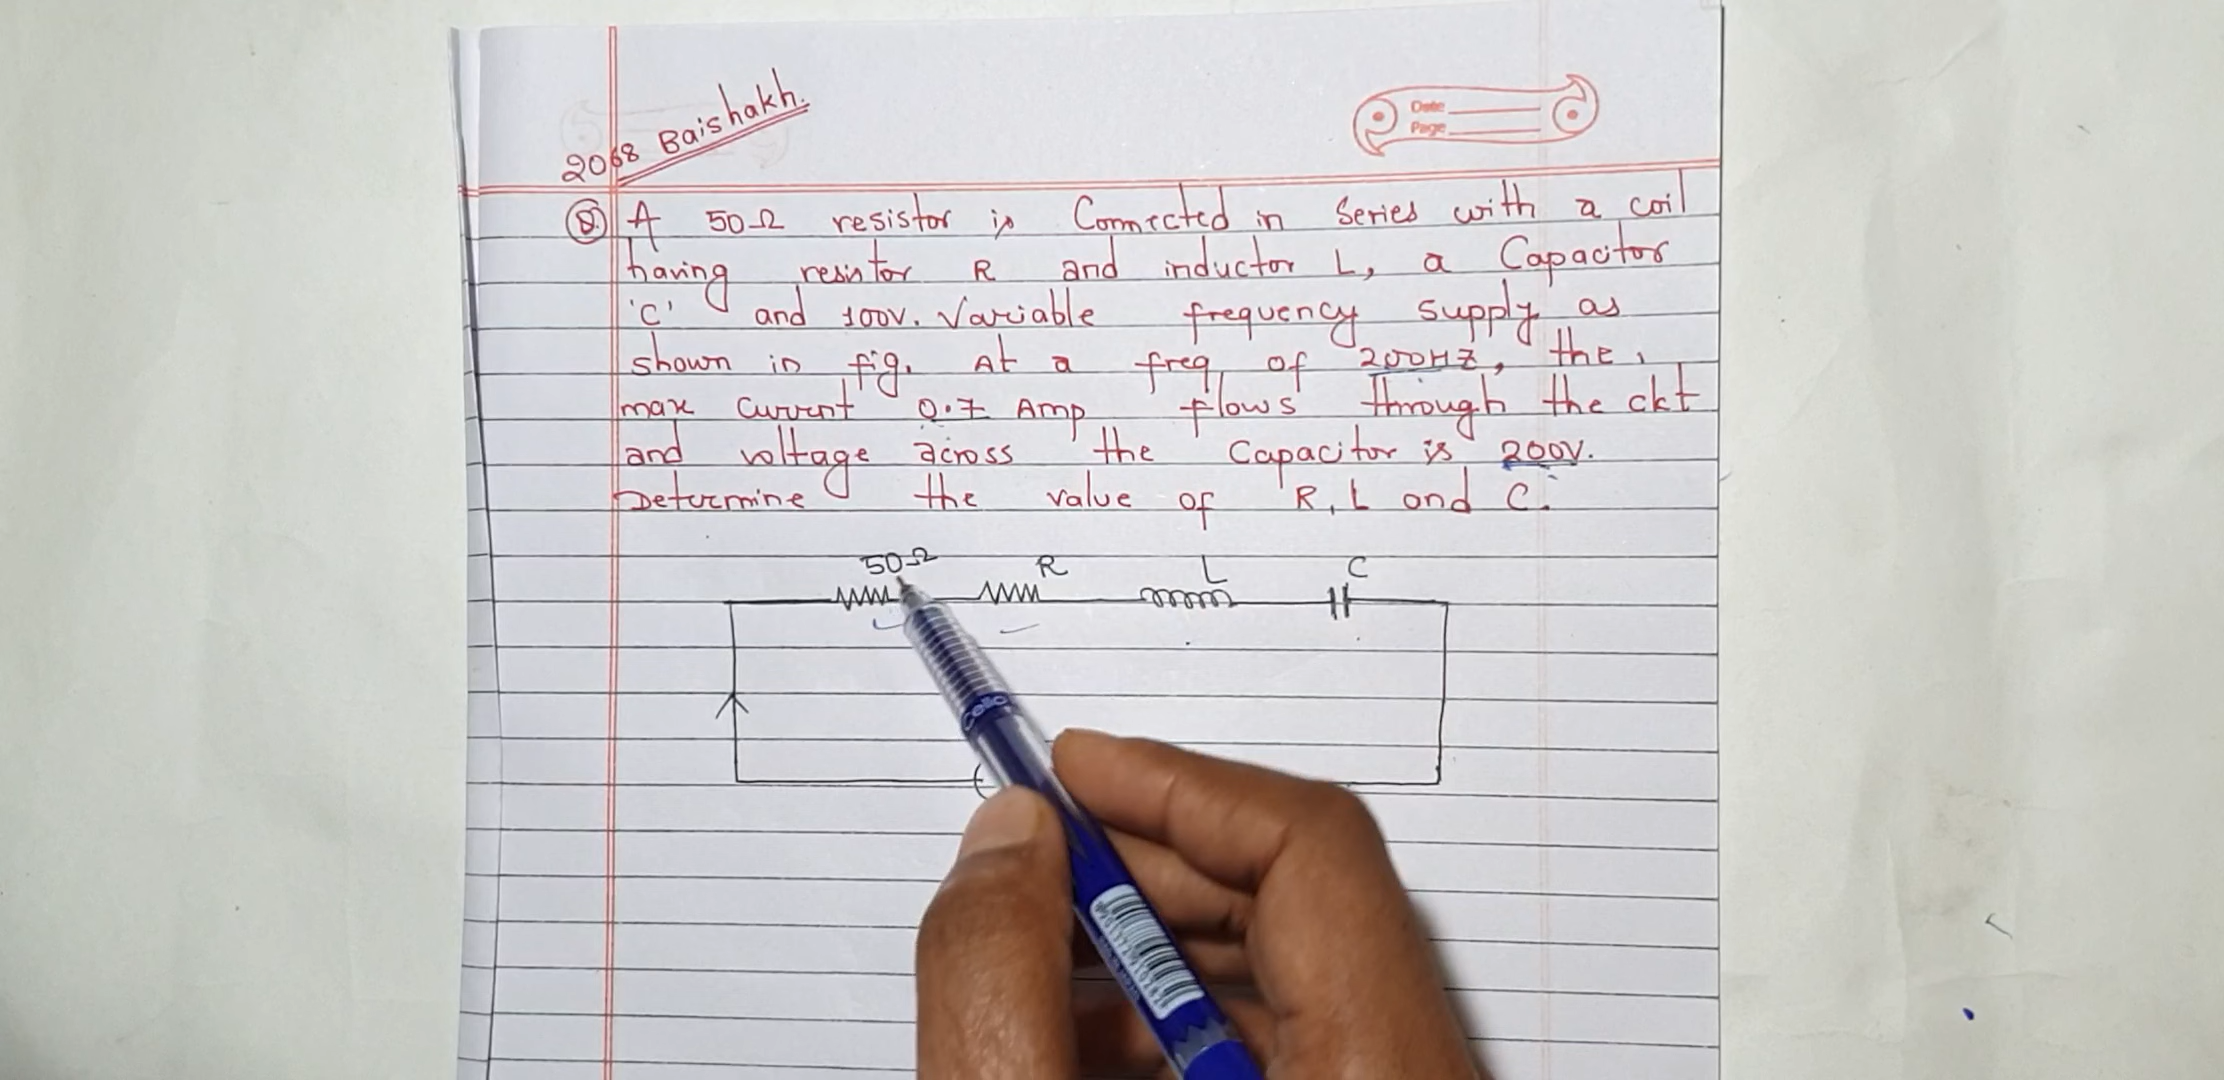 2068 Baishakh.
Date
Page
Q. A 50Ω resistor is Connected in Series with a coil
having resistor R and inductor L, a Capacitor
'C' and 100V. Variable frequency supply as
shown in fig. At a freq. of 200HZ, the
max current 0.7 Amp flows through the ckt
and voltage across the Capacitor is 200V.
Determine the value of R, L and C.
50Ω R L C
Cello